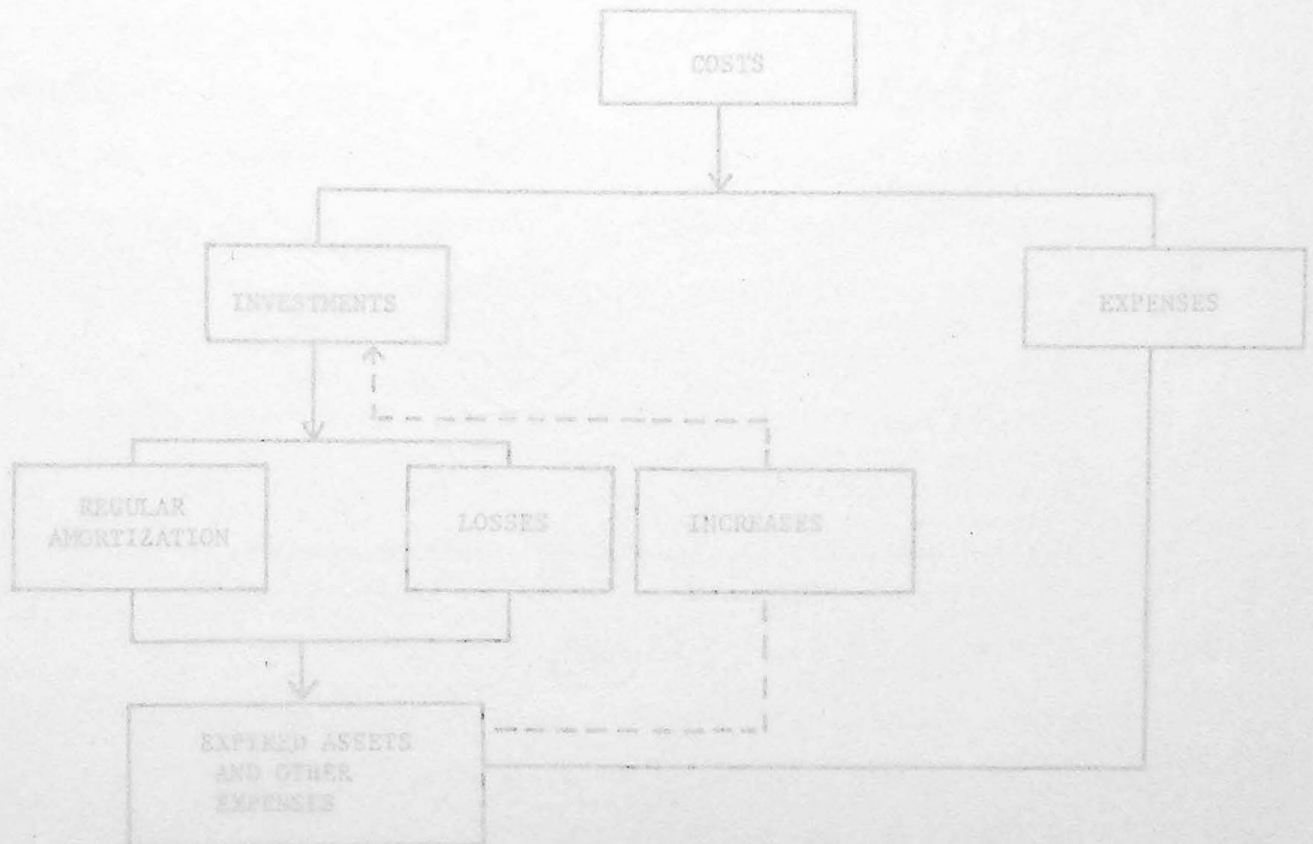 COSTS
INVESTMENTS
EXPENSES
REGULAR
AMORTIZATION
LOSSES
INCREASES
EXPIRED ASSETS
AND OTHER
EXPENSES